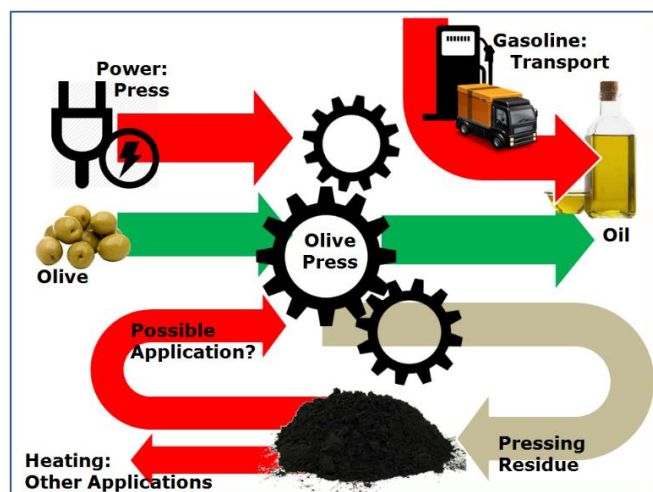 Power:
Press
Gasoline:
Transport
Olive
Olive
Press
Oil
Possible
Application?
Heating:
Other Applications
Pressing
Residue